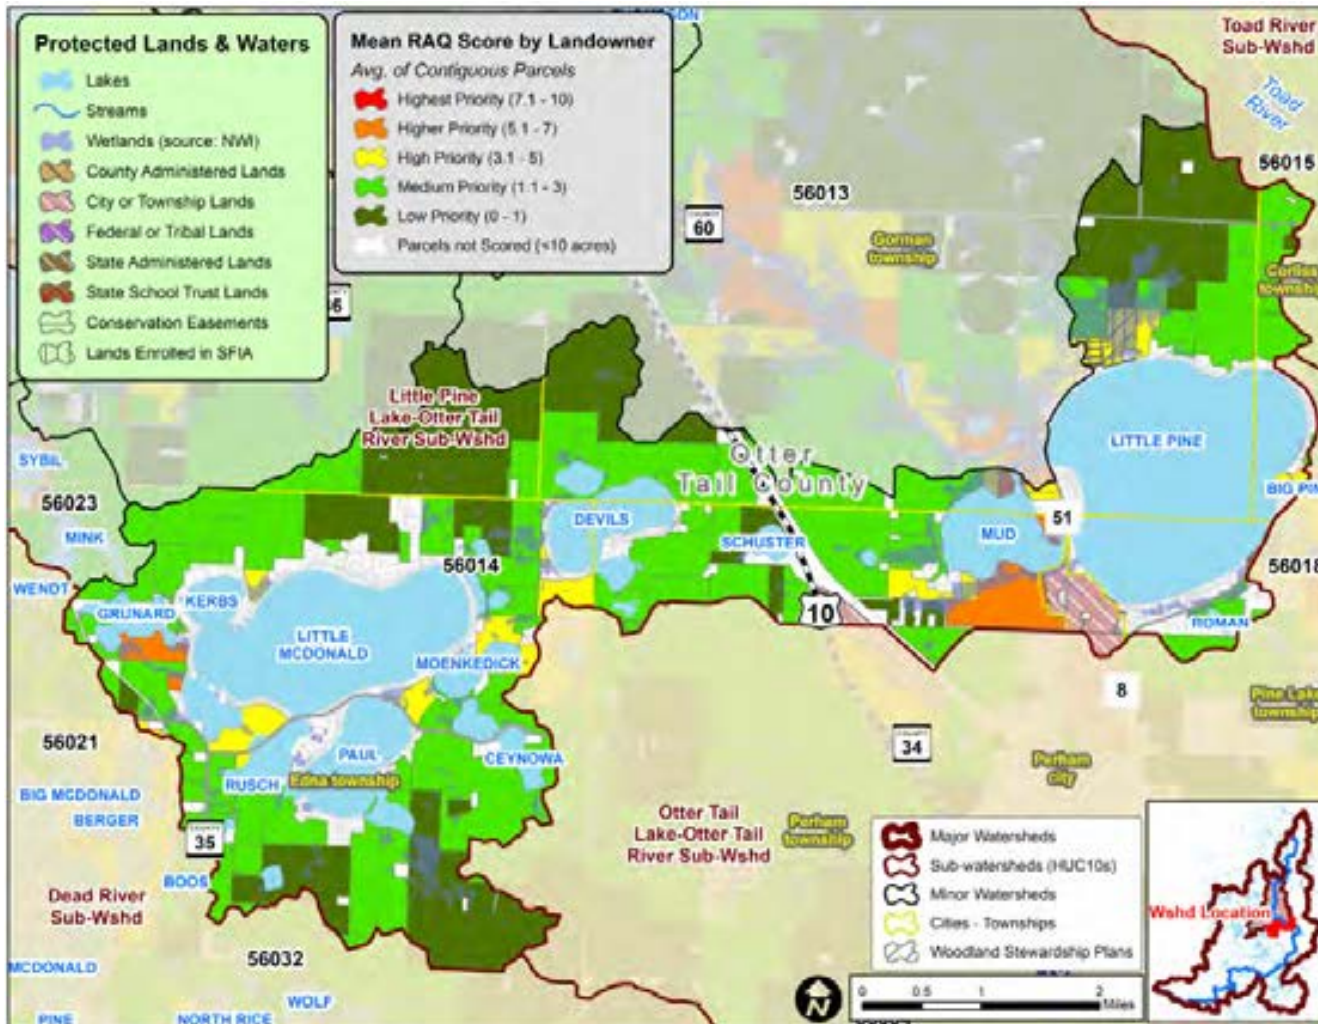 Protected Lands & Waters
Lakes
Streams
Wetlands (source: NWI)
County Administered Lands
City or Township Lands
Federal or Tribal Lands
State Administered Lands
State School Trust Lands
Conservation Easements
Lands Enrolled in SFIA
Mean RAQ Score by Landowner
Avg. of Contiguous Parcels
Highest Priority (7.1 - 10)
Higher Priority (5.1 - 7)
High Priority (3.1 - 5)
Medium Priority (1.1 - 3)
Low Priority (0 - 1)
Parcels not Scored (<10 acres)
Toad River
Sub-Wshd
Toad
River
56015
56013
COUNTY
60
Gorman
township
Corliss
township
Little Pine
Lake-Otter Tail
River Sub-Wshd
Otter
Tail County
LITTLE PINE
SYBIL
56023
MINK
BIG PIN
51
DEVILS
MUD
SCHUSTER
56014
56018
WENDT
GRUNARD
KERBS
10
ROMAN
LITTLE
MCDONALD
MOENKEDICK
8
Pine Lake
township
56021
PAUL
CEYNOWA
34
RUSCH
Edna township
Perham
city
BIG MCDONALD
BERGER
35
Otter Tail
Lake-Otter Tail
River Sub-Wshd
Perham
township
BOOS
Dead River
Sub-Wshd
56032
MCDONALD
WOLF
PINE
NORTH RICE
Major Watersheds
Sub-watersheds (HUC10s)
Minor Watersheds
Cities - Townships
Woodland Stewardship Plans
Wshd Location
N
0
0.5
1
2
Miles